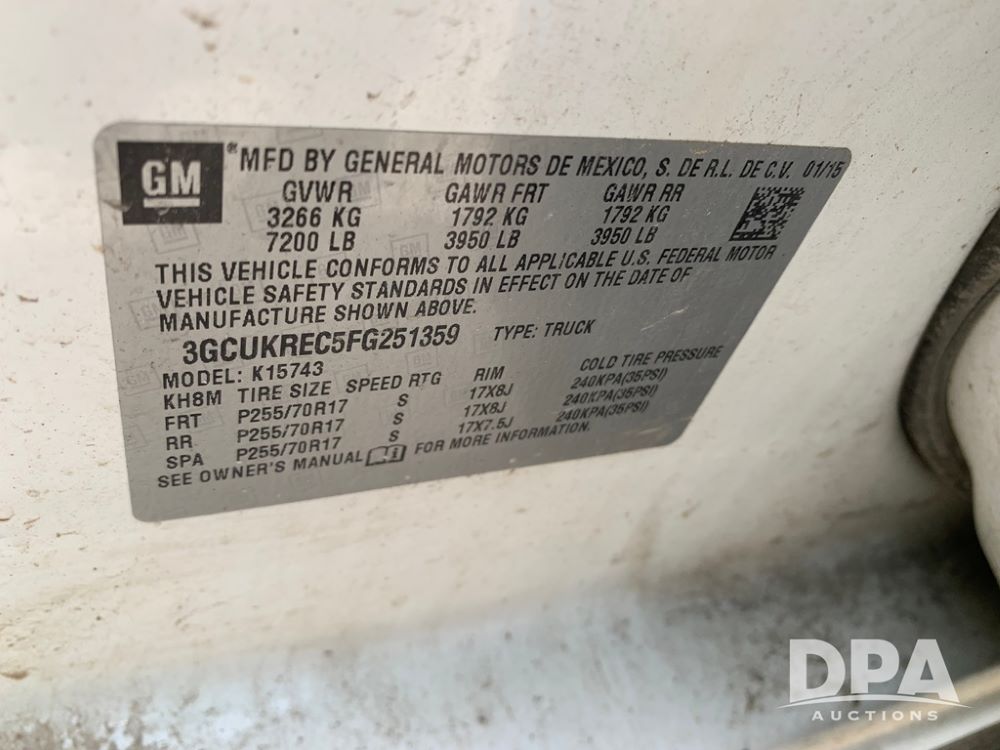 GM
®MFD BY GENERAL MOTORS DE MEXICO, S. DE R.L. DE C.V. 01/15
GVWR GAWR FRT GAWR RR
3266 KG 1792 KG 1792 KG
7200 LB 3950 LB 3950 LB
THIS VEHICLE CONFORMS TO ALL APPLICABLE U.S. FEDERAL MOTOR
VEHICLE SAFETY STANDARDS IN EFFECT ON THE DATE OF
MANUFACTURE SHOWN ABOVE.
3GCUKREC5FG251359 TYPE: TRUCK
MODEL: K15743
KH8M TIRE SIZE SPEED RTG RIM COLD TIRE PRESSURE
FRT P255/70R17 S 17X8J 240KPA(35PSI)
RR P255/70R17 S 17X8J 240KPA(35PSI)
SPA P255/70R17 S 17X7.5J 240KPA(35PSI)
SEE OWNER'S MANUAL FOR MORE INFORMATION.
DPA
AUCTIONS